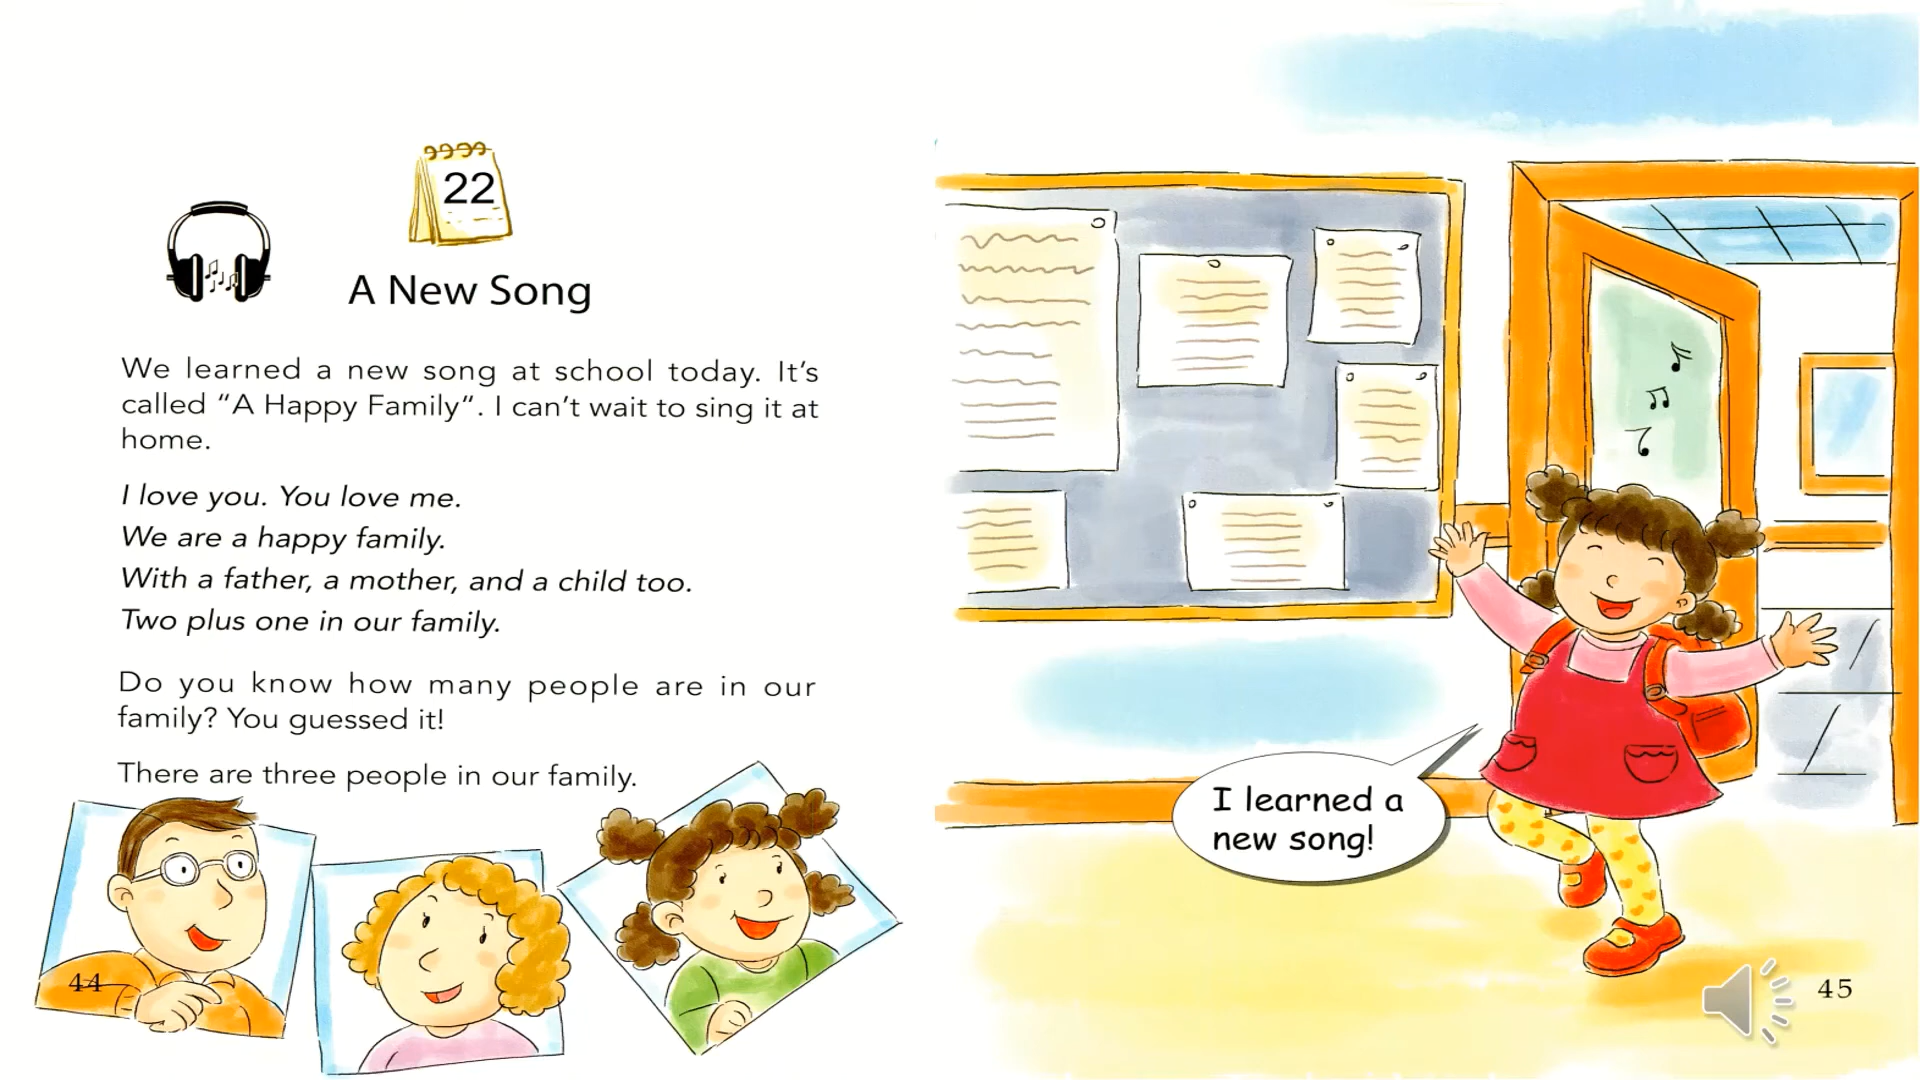 22
A New Song
We learned a new song at school today. It's
called “A Happy Family“. I can't wait to sing it at
home.
I love you. You love me.
We are a happy family.
With a father, a mother, and a child too.
Two plus one in our family.
Do you know how many people are in our
family? You guessed it!
There are three people in our family.
44
I learned a
new song!
45